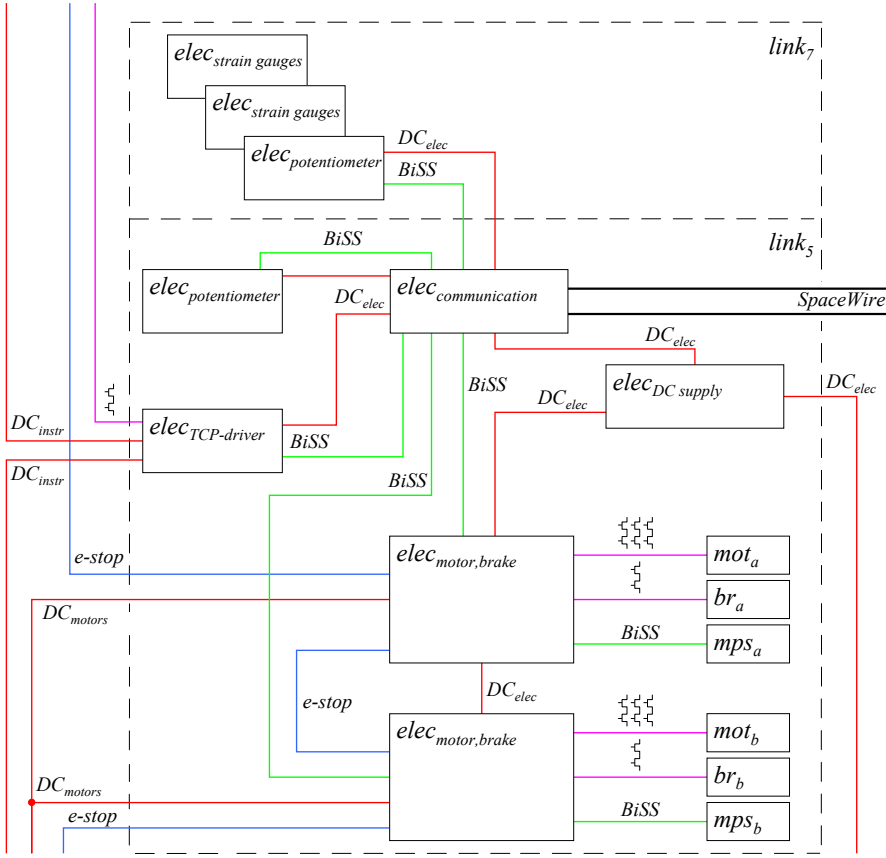 link₇
elec strain gauges
elec strain gauges
elec potentiometer
DC elec
BiSS
link₅
BiSS
elec potentiometer
elec communication
SpaceWire
DC elec
DC elec
BiSS
elec DC supply
DC elec
DC elec
DC instr
elec TCP-driver
BiSS
DC instr
BiSS
e-stop
elec motor,brake
mot a
DC motors
br a
BiSS
mps a
e-stop
DC elec
elec motor,brake
mot b
DC motors
br b
e-stop
BiSS
mps b